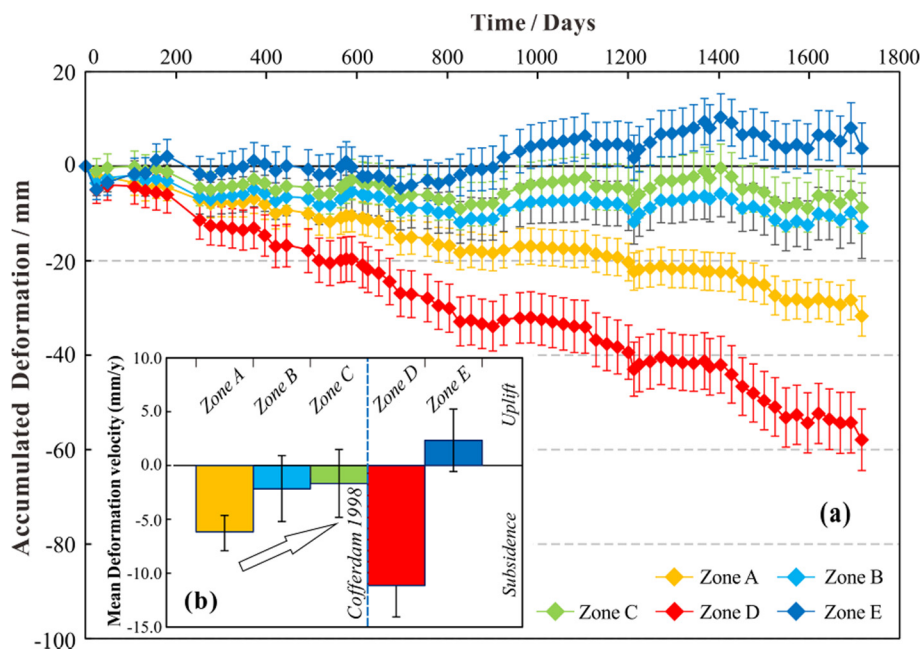 Time / Days
0 200 400 600 800 1000 1200 1400 1600 1800
Accumulated Deformation / mm
20
0
-20
-40
-60
-80
-100
Mean Deformation velocity (mm/y)
10.0
5.0
0.0
-5.0
-10.0
-15.0
Zone A Zone B Zone C Zone D Zone E
Uplift
Subsidence
Cofferdam 1998
(b)
(a)
Zone A Zone B
Zone C Zone D Zone E